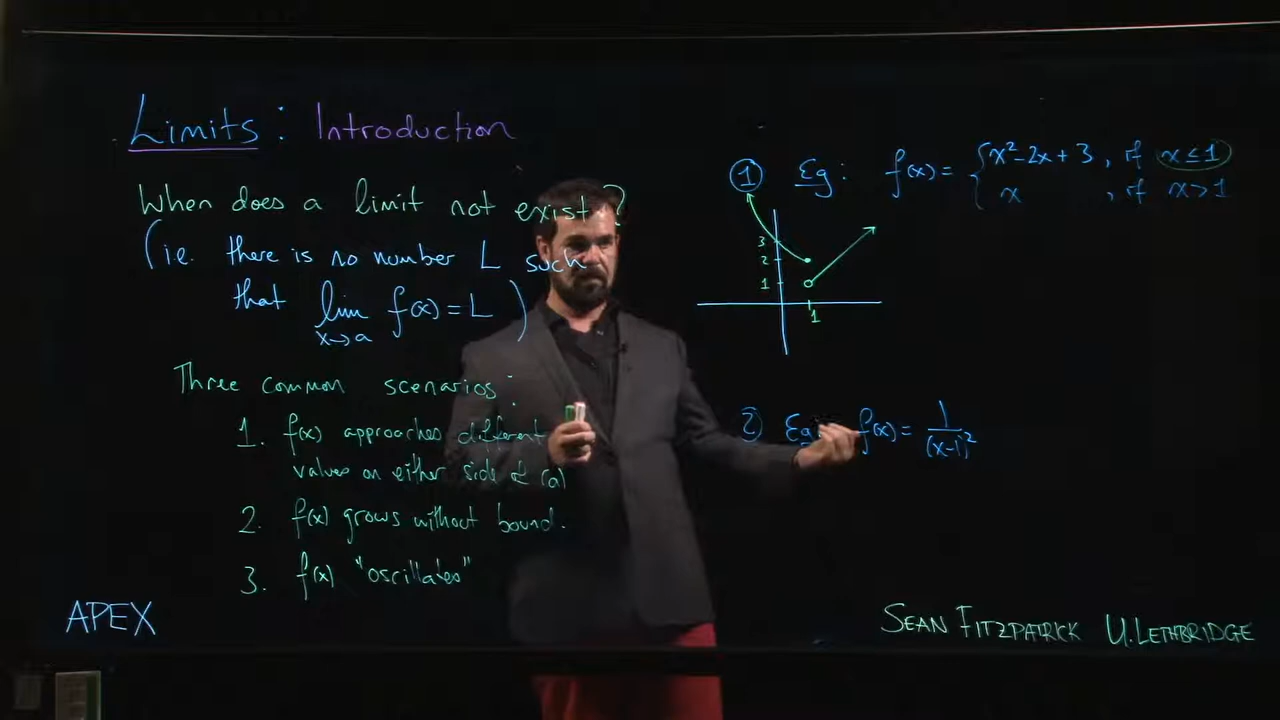 Limits: Introduction
When does a limit not exist?
(i.e. there is no number L such
that lim f(x) = L)
x→a
Three common scenarios:
1. f(x) approaches different
values on either side of (a)
2. f(x) grows without bound.
3. f(x) "oscillates"
APEX
① Eg: f(x) = { x²-2x+3, if x≤1
x, if x>1
3
2
1
1
② Eg f(x) = 1/(x-1)²
SEAN FITZPATRICK U. LETHBRIDGE